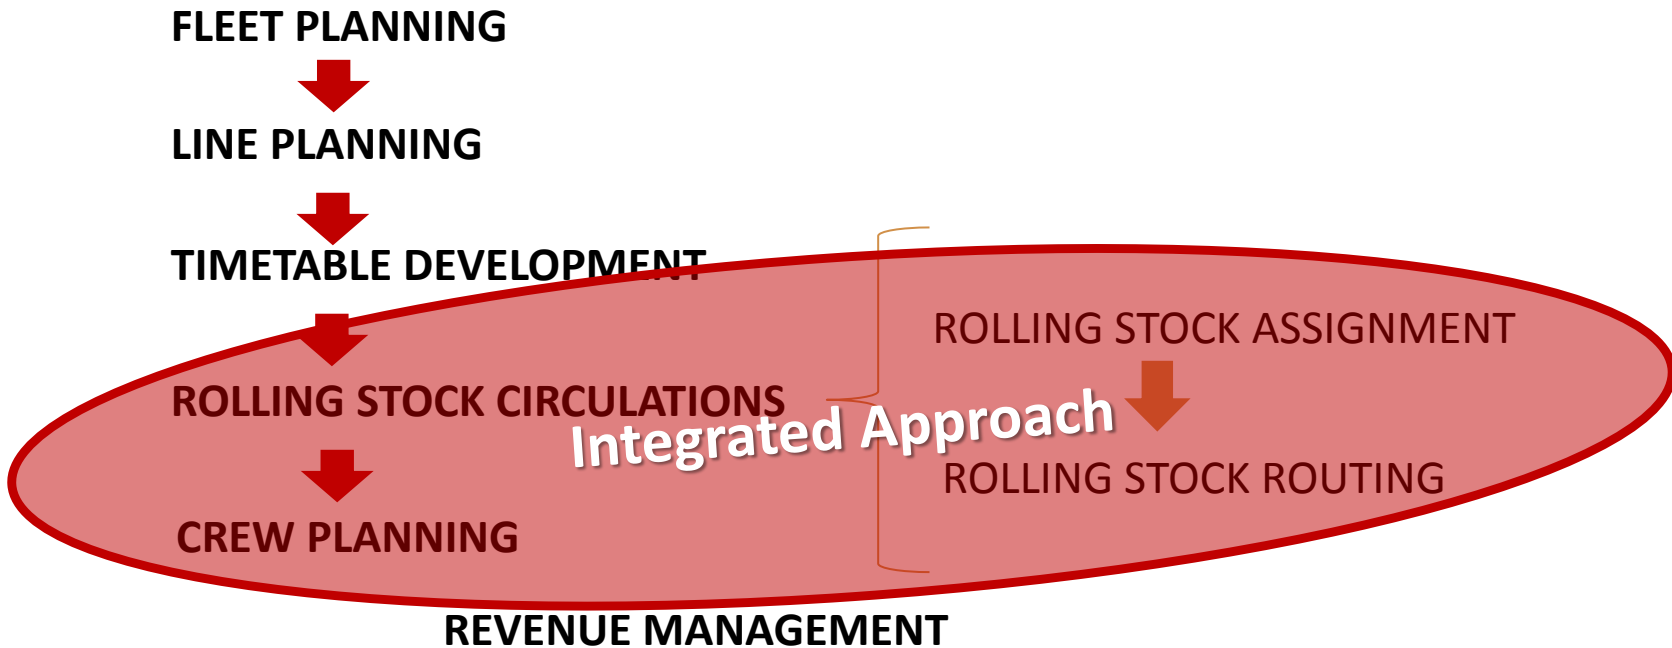 FLEET PLANNING
LINE PLANNING
TIMETABLE DEVELOPMENT
ROLLING STOCK CIRCULATIONS
CREW PLANNING
ROLLING STOCK ASSIGNMENT
ROLLING STOCK ROUTING
Integrated Approach
REVENUE MANAGEMENT